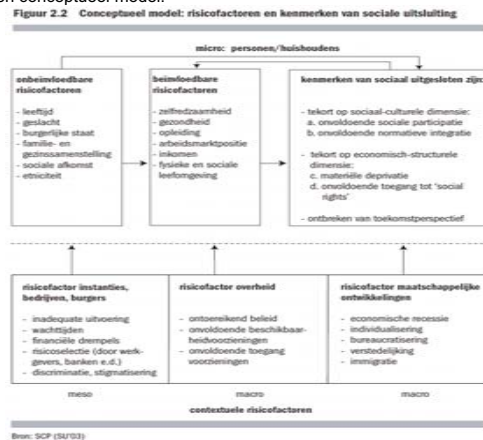 en conceptueel model.
Figuur 2.2 Conceptueel model: risicofactoren en kenmerken van sociale uitsluiting
micro: personen/huishoudens
onbeïnvloedbare
risicofactoren
- leeftijd
- geslacht
- burgerlijke staat
- familie- en
gezinssamenstelling
- sociale afkomst
- etniciteit
beïnvloedbare
risicofactoren
- zelfredzaamheid
- gezondheid
- opleiding
- arbeidsmarktpositie
- inkomen
- fysieke en sociale
leefomgeving
kenmerken van sociaal uitgesloten zijn:
- tekort op sociaal-culturele dimensie:
a. onvoldoende sociale participatie
b. onvoldoende normatieve integratie
- tekort op economisch-structurele
dimensie:
c. materiële deprivatie
d. onvoldoende toegang tot 'social
rights'
- ontbreken van toekomstperspectief
risicofactor instanties,
bedrijven, burgers
- inadequate uitvoering
- wachttijden
- financiële drempels
- risicoselectie (door werk-
gevers, banken e.d.)
- discriminatie, stigmatisering
risicofactor overheid
- ontoereikend beleid
- onvoldoende beschikbaar-
heidvoorzieningen
- onvoldoende toegang
voorzieningen
risicofactor maatschappelijke
ontwikkelingen
- economische recessie
- individualisering
- bureaucratisering
- verstedelijking
- immigratie
meso
macro
macro
contextuele risicofactoren
Bron: SCP (SU'03)